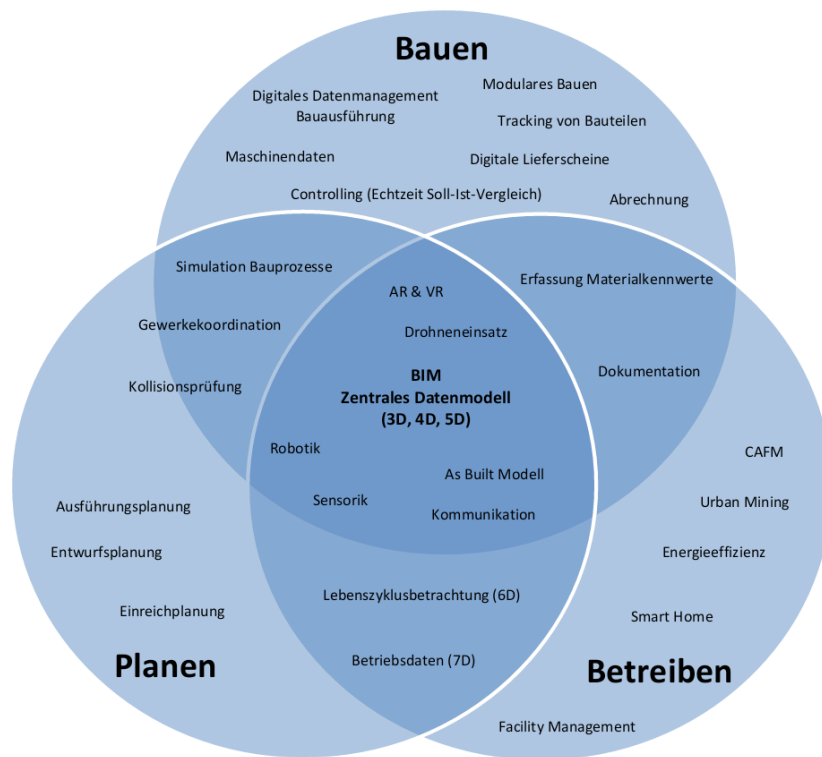 Bauen
Modulares Bauen
Digitales Datenmanagement
Bauausführung
Tracking von Bauteilen
Maschinendaten
Digitale Lieferscheine
Controlling (Echtzeit Soll-Ist-Vergleich)
Abrechnung
Simulation Bauprozesse
Erfassung Materialkennwerte
AR & VR
Gewerkekoordination
Drohneneinsatz
Kollisionsprüfung
Dokumentation
BIM
Zentrales Datenmodell
(3D, 4D, 5D)
Robotik
CAFM
As Built Modell
Sensorik
Urban Mining
Kommunikation
Ausführungsplanung
Entwurfsplanung
Energieeffizienz
Lebenszyklusbetrachtung (6D)
Einreichplanung
Smart Home
Planen
Betriebsdaten (7D)
Betreiben
Facility Management